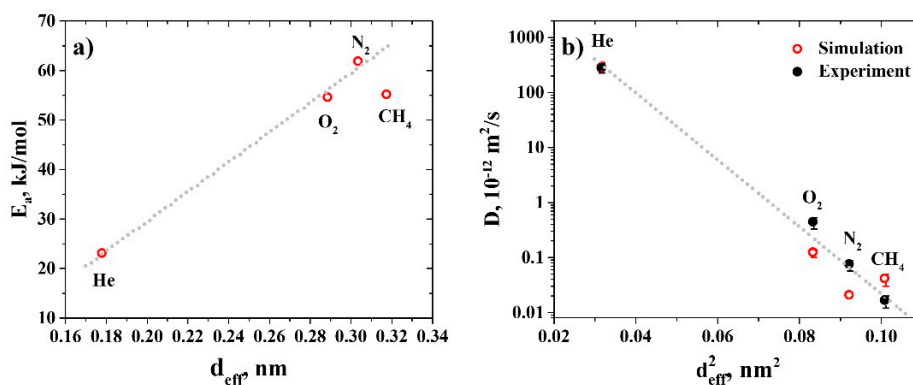 a)
E_a, kJ/mol
70
60
50
40
30
20
10
0.16 0.18 0.20 0.22 0.24 0.26 0.28 0.30 0.32 0.34
d_eff, nm
He
O₂
N₂
CH₄
b)
D, 10⁻¹² m²/s
1000
100
10
1
0.1
0.01
0.02 0.04 0.06 0.08 0.10
d²_eff, nm²
He
Simulation
Experiment
O₂
N₂
CH₄